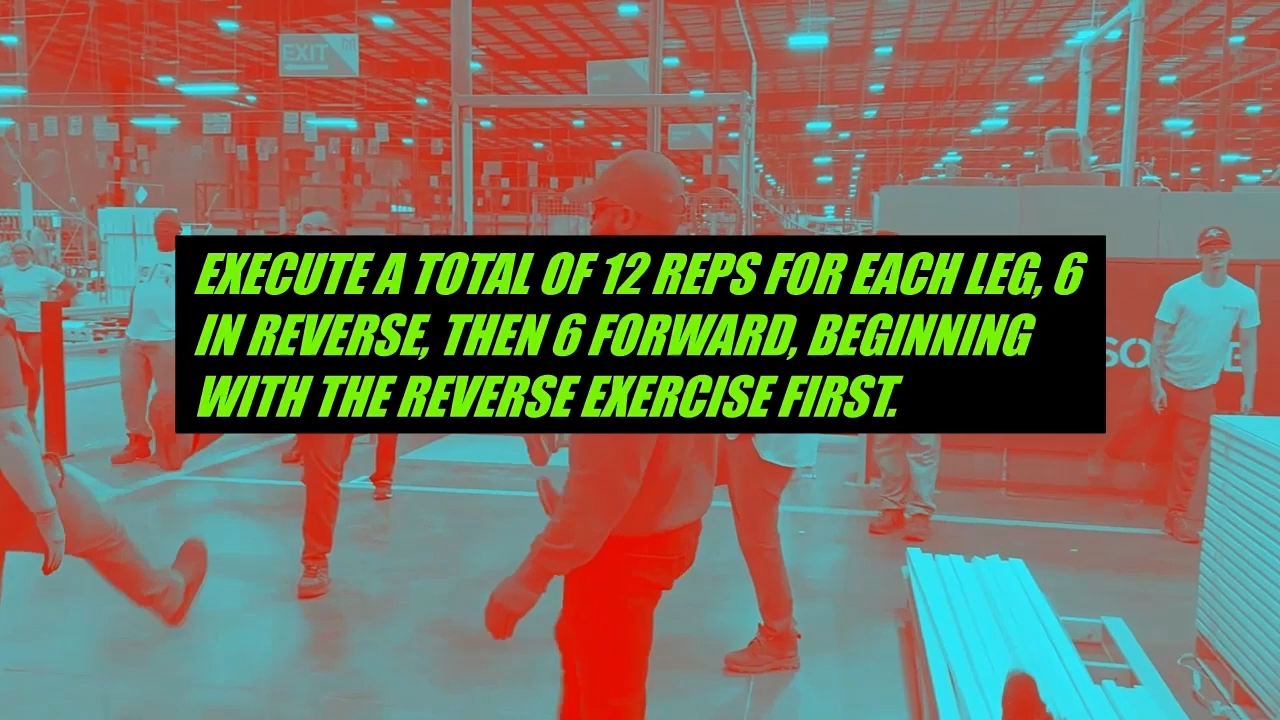 EXIT
EXECUTE A TOTAL OF 12 REPS FOR EACH LEG, 6
IN REVERSE, THEN 6 FORWARD, BEGINNING
WITH THE REVERSE EXERCISE FIRST.